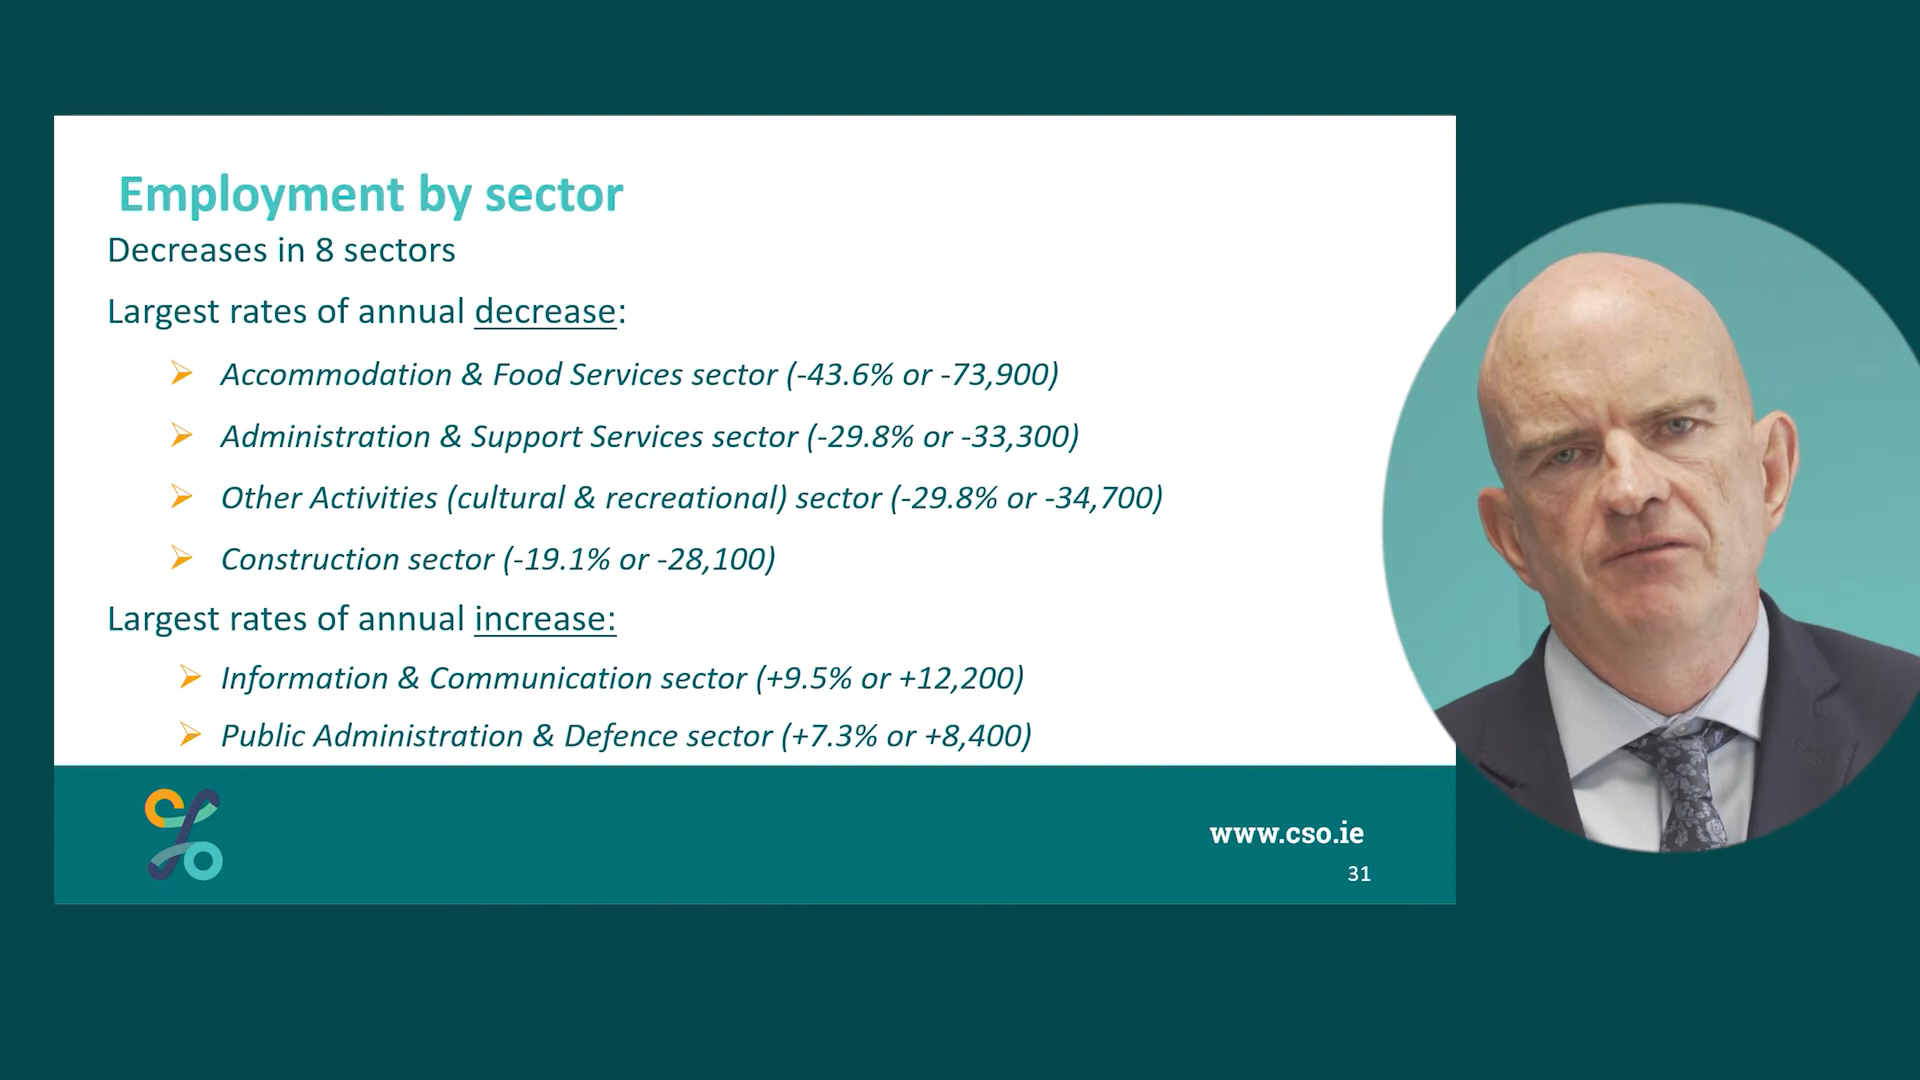 Employment by sector
Decreases in 8 sectors
Largest rates of annual decrease:
Accommodation & Food Services sector (-43.6% or -73,900)
Administration & Support Services sector (-29.8% or -33,300)
Other Activities (cultural & recreational) sector (-29.8% or -34,700)
Construction sector (-19.1% or -28,100)
Largest rates of annual increase:
Information & Communication sector (+9.5% or +12,200)
Public Administration & Defence sector (+7.3% or +8,400)
www.cso.ie
31